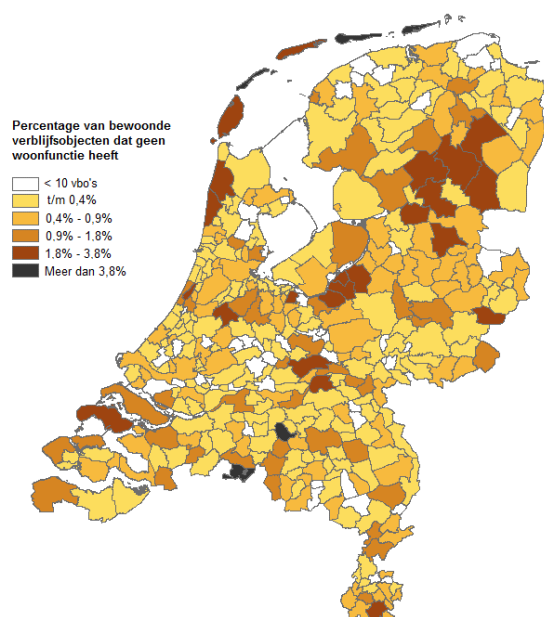 Percentage van bewoonde
verblijfsobjecten dat geen
woonfunctie heeft
< 10 vbo's
t/m 0,4%
0,4% - 0,9%
0,9% - 1,8%
1.8% - 3.8%
Meer dan 3,8%